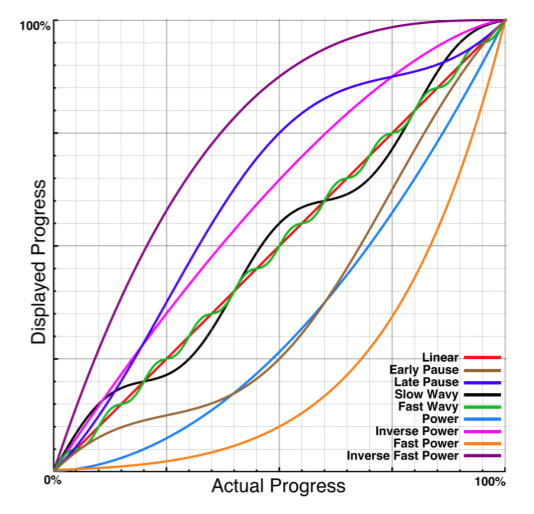 100%
Displayed Progress
Linear
Early Pause
Late Pause
Slow Wavy
Fast Wavy
Power
Inverse Power
Fast Power
Inverse Fast Power
0%
Actual Progress
100%